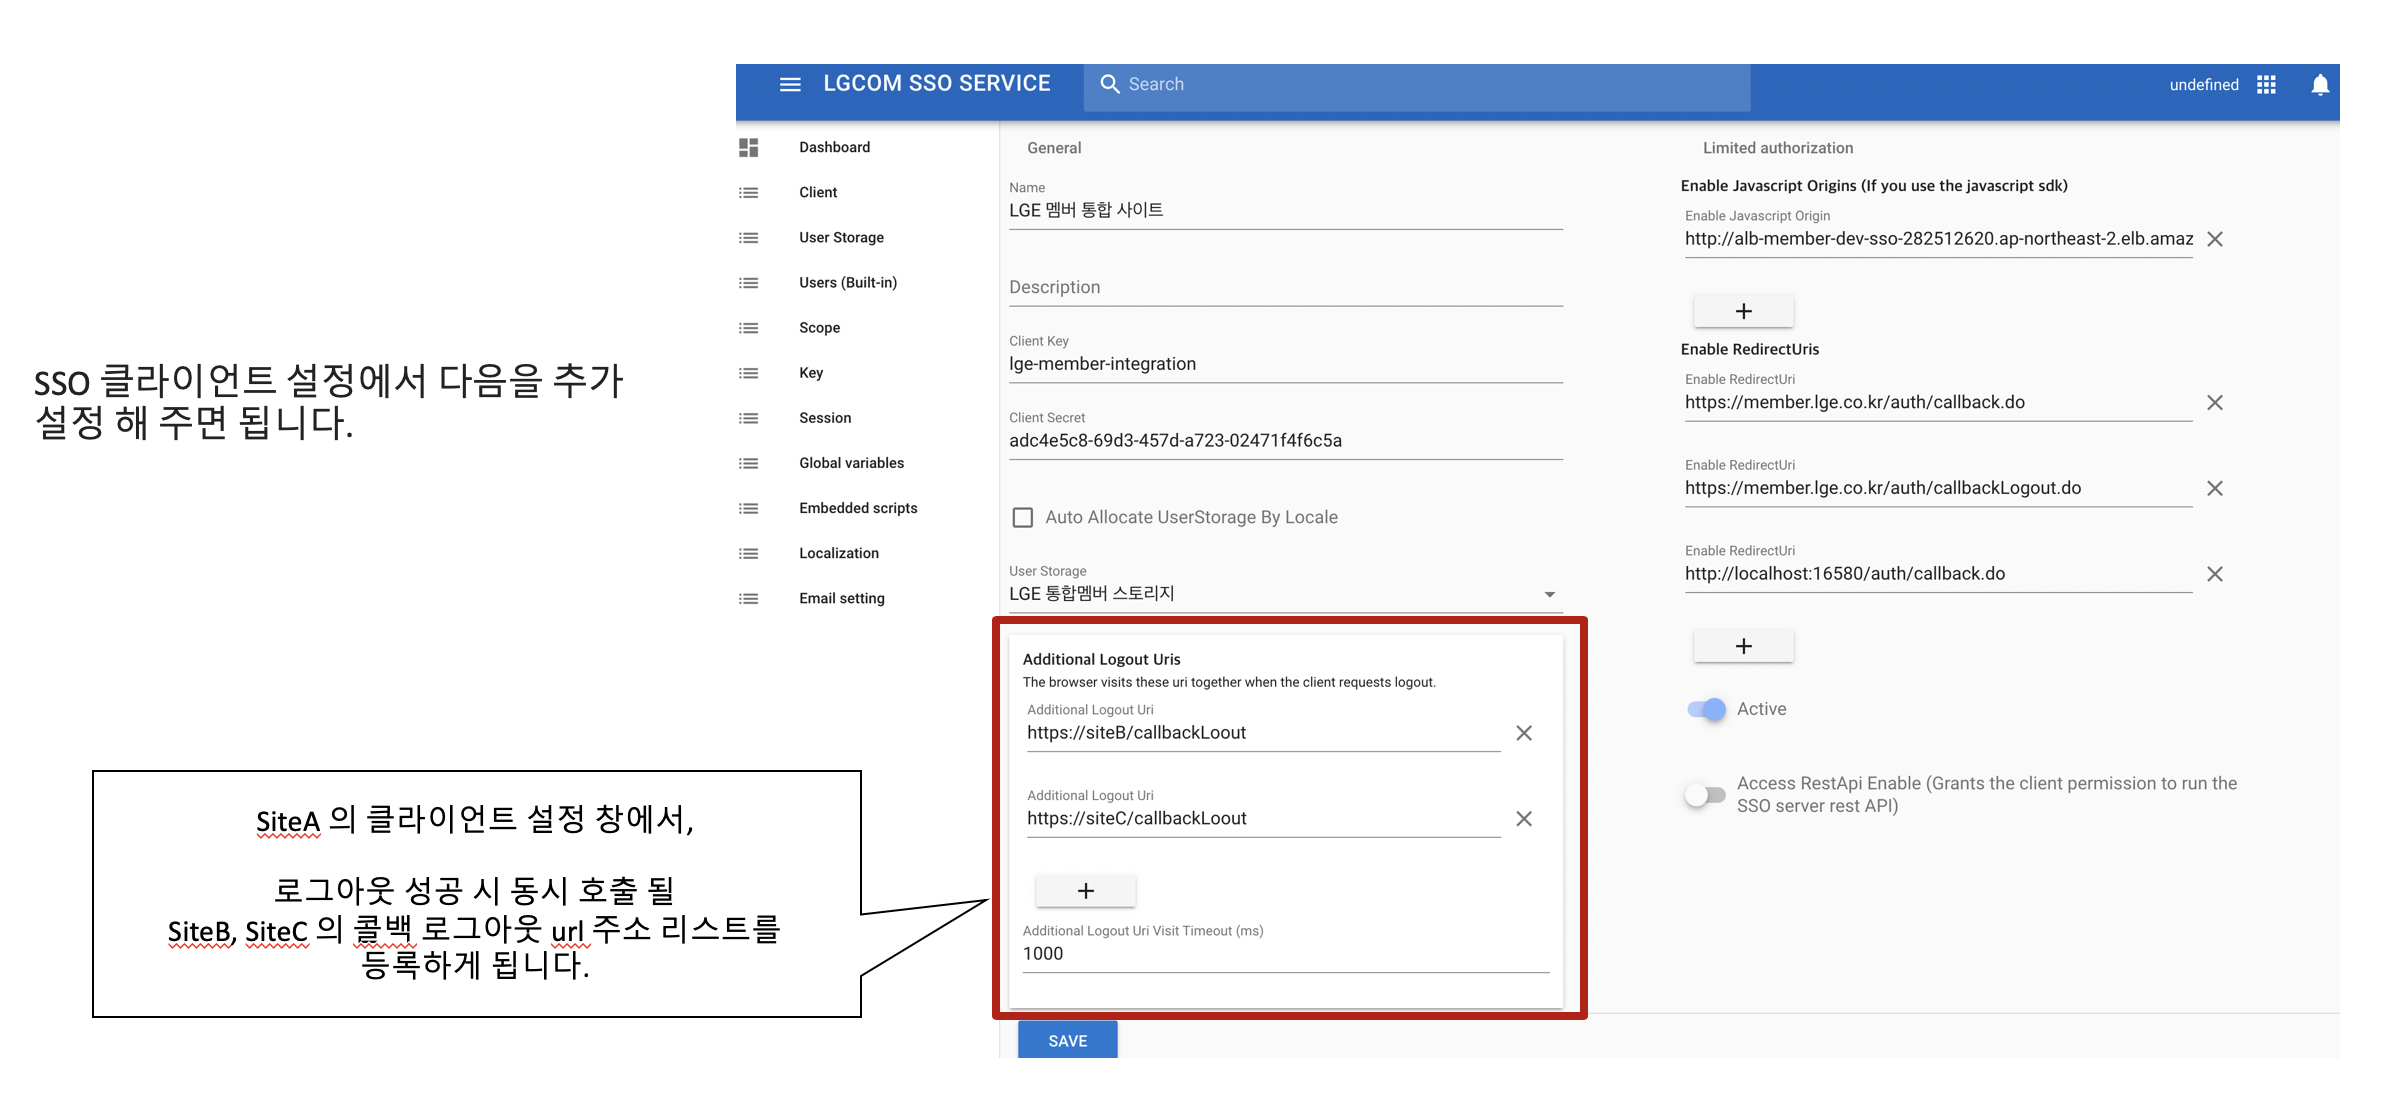 SSO 클라이언트 설정에서 다음을 추가
설정 해 주면 됩니다.
SiteA 의 클라이언트 설정 창에서,
로그아웃 성공 시 동시 호출 될
SiteB, SiteC 의 콜백 로그아웃 url 주소 리스트를
등록하게 됩니다.
LGCOM SSO SERVICE
Search
undefined
Dashboard
Client
User Storage
Users (Built-in)
Scope
Key
Session
Global variables
Embedded scripts
Localization
Email setting
General
Name
LGE 멤버 통합 사이트
Description
Client Key
lge-member-integration
Client Secret
adc4e5c8-69d3-457d-a723-02471f4f6c5a
Auto Allocate UserStorage By Locale
User Storage
LGE 통합멤버 스토리지
Additional Logout Uris
The browser visits these uri together when the client requests logout.
Additional Logout Uri
https://siteB/callbackLoout
Additional Logout Uri
https://siteC/callbackLoout
+
Additional Logout Uri Visit Timeout (ms)
1000
SAVE
Limited authorization
Enable Javascript Origins (If you use the javascript sdk)
Enable Javascript Origin
http://alb-member-dev-sso-282512620.ap-northeast-2.elb.amaz
+
Enable RedirectUris
Enable RedirectUri
https://member.lge.co.kr/auth/callback.do
Enable RedirectUri
https://member.lge.co.kr/auth/callbackLogout.do
Enable RedirectUri
http://localhost:16580/auth/callback.do
+
Active
Access RestApi Enable (Grants the client permission to run the
SSO server rest API)